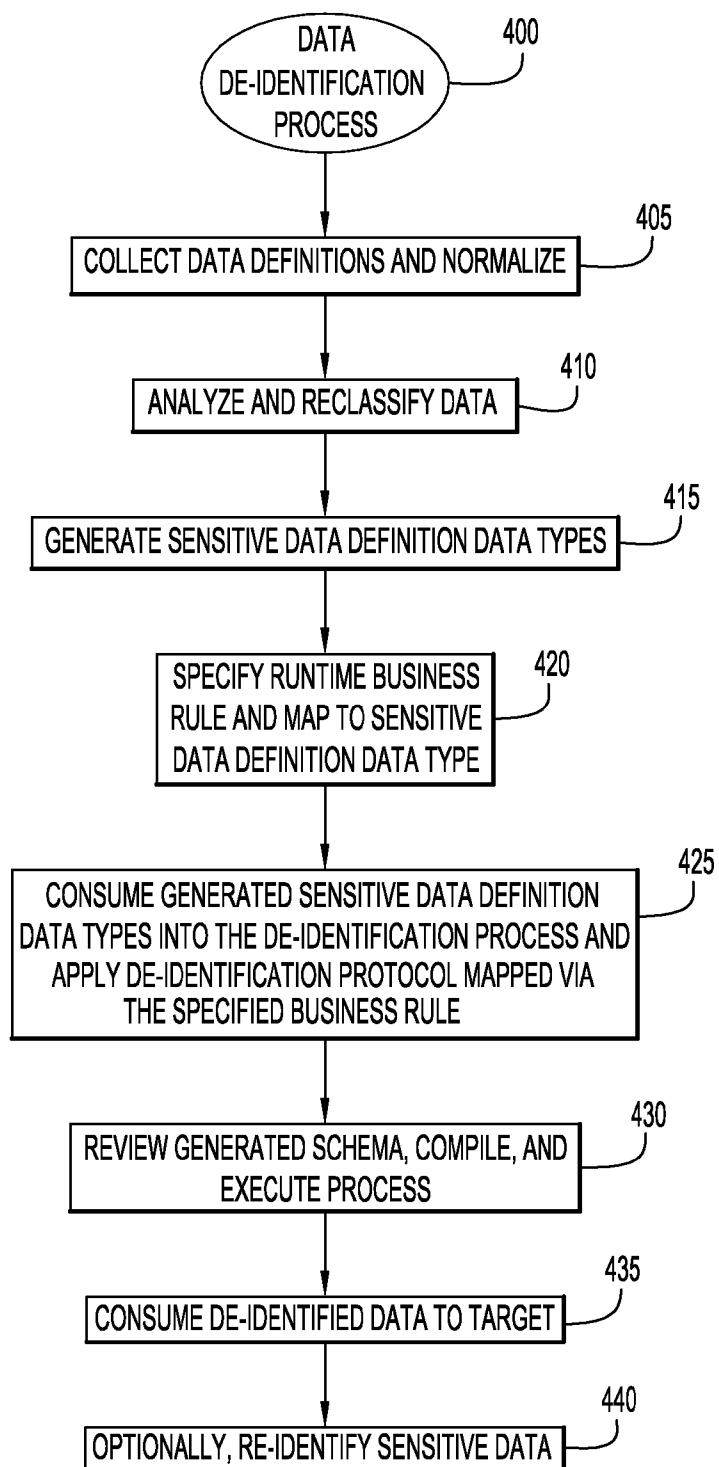 DATA
DE-IDENTIFICATION
PROCESS
400
405
COLLECT DATA DEFINITIONS AND NORMALIZE
410
ANALYZE AND RECLASSIFY DATA
415
GENERATE SENSITIVE DATA DEFINITION DATA TYPES
420
SPECIFY RUNTIME BUSINESS
RULE AND MAP TO SENSITIVE
DATA DEFINITION DATA TYPE
425
CONSUME GENERATED SENSITIVE DATA DEFINITION
DATA TYPES INTO THE DE-IDENTIFICATION PROCESS AND
APPLY DE-IDENTIFICATION PROTOCOL MAPPED VIA
THE SPECIFIED BUSINESS RULE
430
REVIEW GENERATED SCHEMA, COMPILE, AND
EXECUTE PROCESS
435
CONSUME DE-IDENTIFIED DATA TO TARGET
440
OPTIONALLY, RE-IDENTIFY SENSITIVE DATA